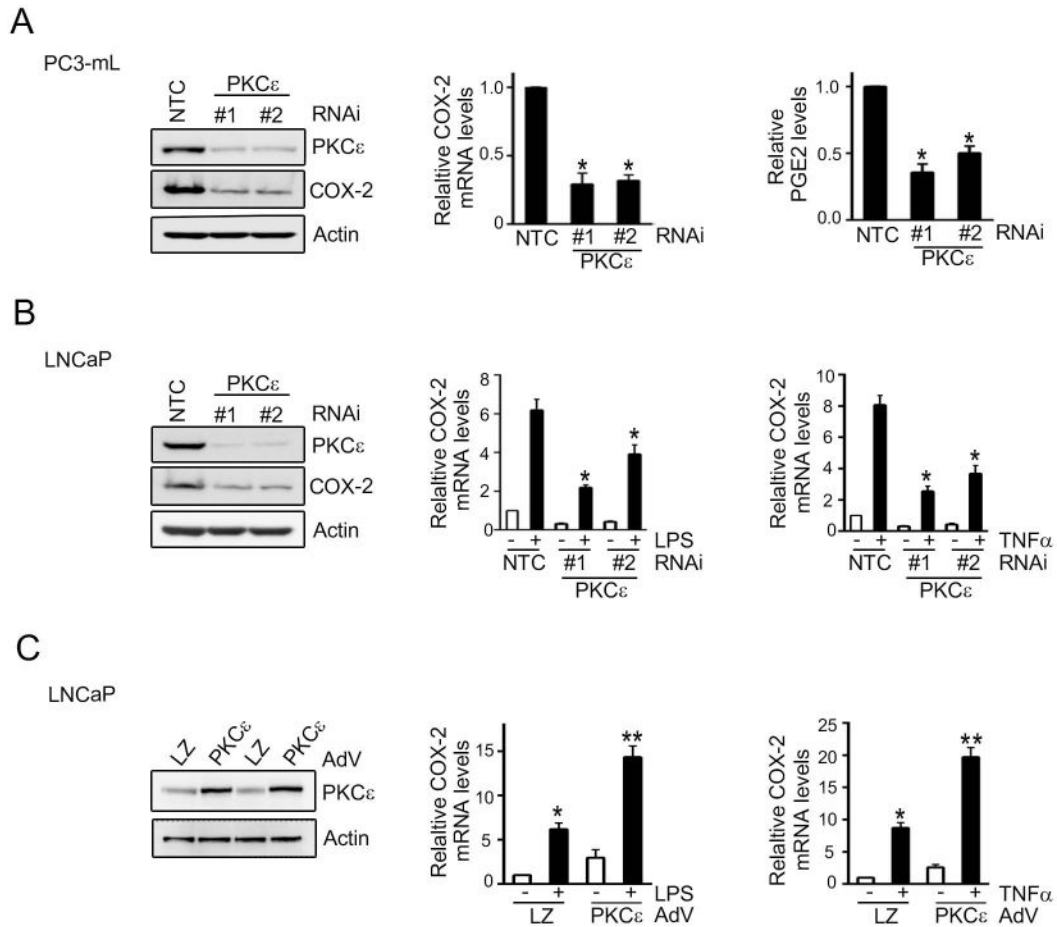 A
PC3-mL
NTC
PKCε
#1 #2 RNAi
PKCε
COX-2
Actin
Relaltive COX-2
mRNA levels
1.0
0.5
0
NTC #1 #2 RNAi
PKCε
* *
Relative
PGE2 levels
1.0
0.5
0.0
NTC #1 #2 RNAi
PKCε
* *
B
LNCaP
NTC
PKCε
#1 #2 RNAi
PKCε
COX-2
Actin
Relaltive COX-2
mRNA levels
8
6
4
2
0
* *
- + - + - + LPS
NTC #1 #2 RNAi
PKCε
Relaltive COX-2
mRNA levels
10
8
6
4
2
0
* *
- + - + - + TNFα
NTC #1 #2 RNAi
PKCε
C
LNCaP
LZ PKCε LZ PKCε AdV
PKCε
Actin
Relaltive COX-2
mRNA levels
15
10
5
0
* **
- + - + LPS
LZ PKCε AdV
Relaltive COX-2
mRNA levels
25
20
15
10
5
0
* **
- + - + TNFα
LZ PKCε AdV